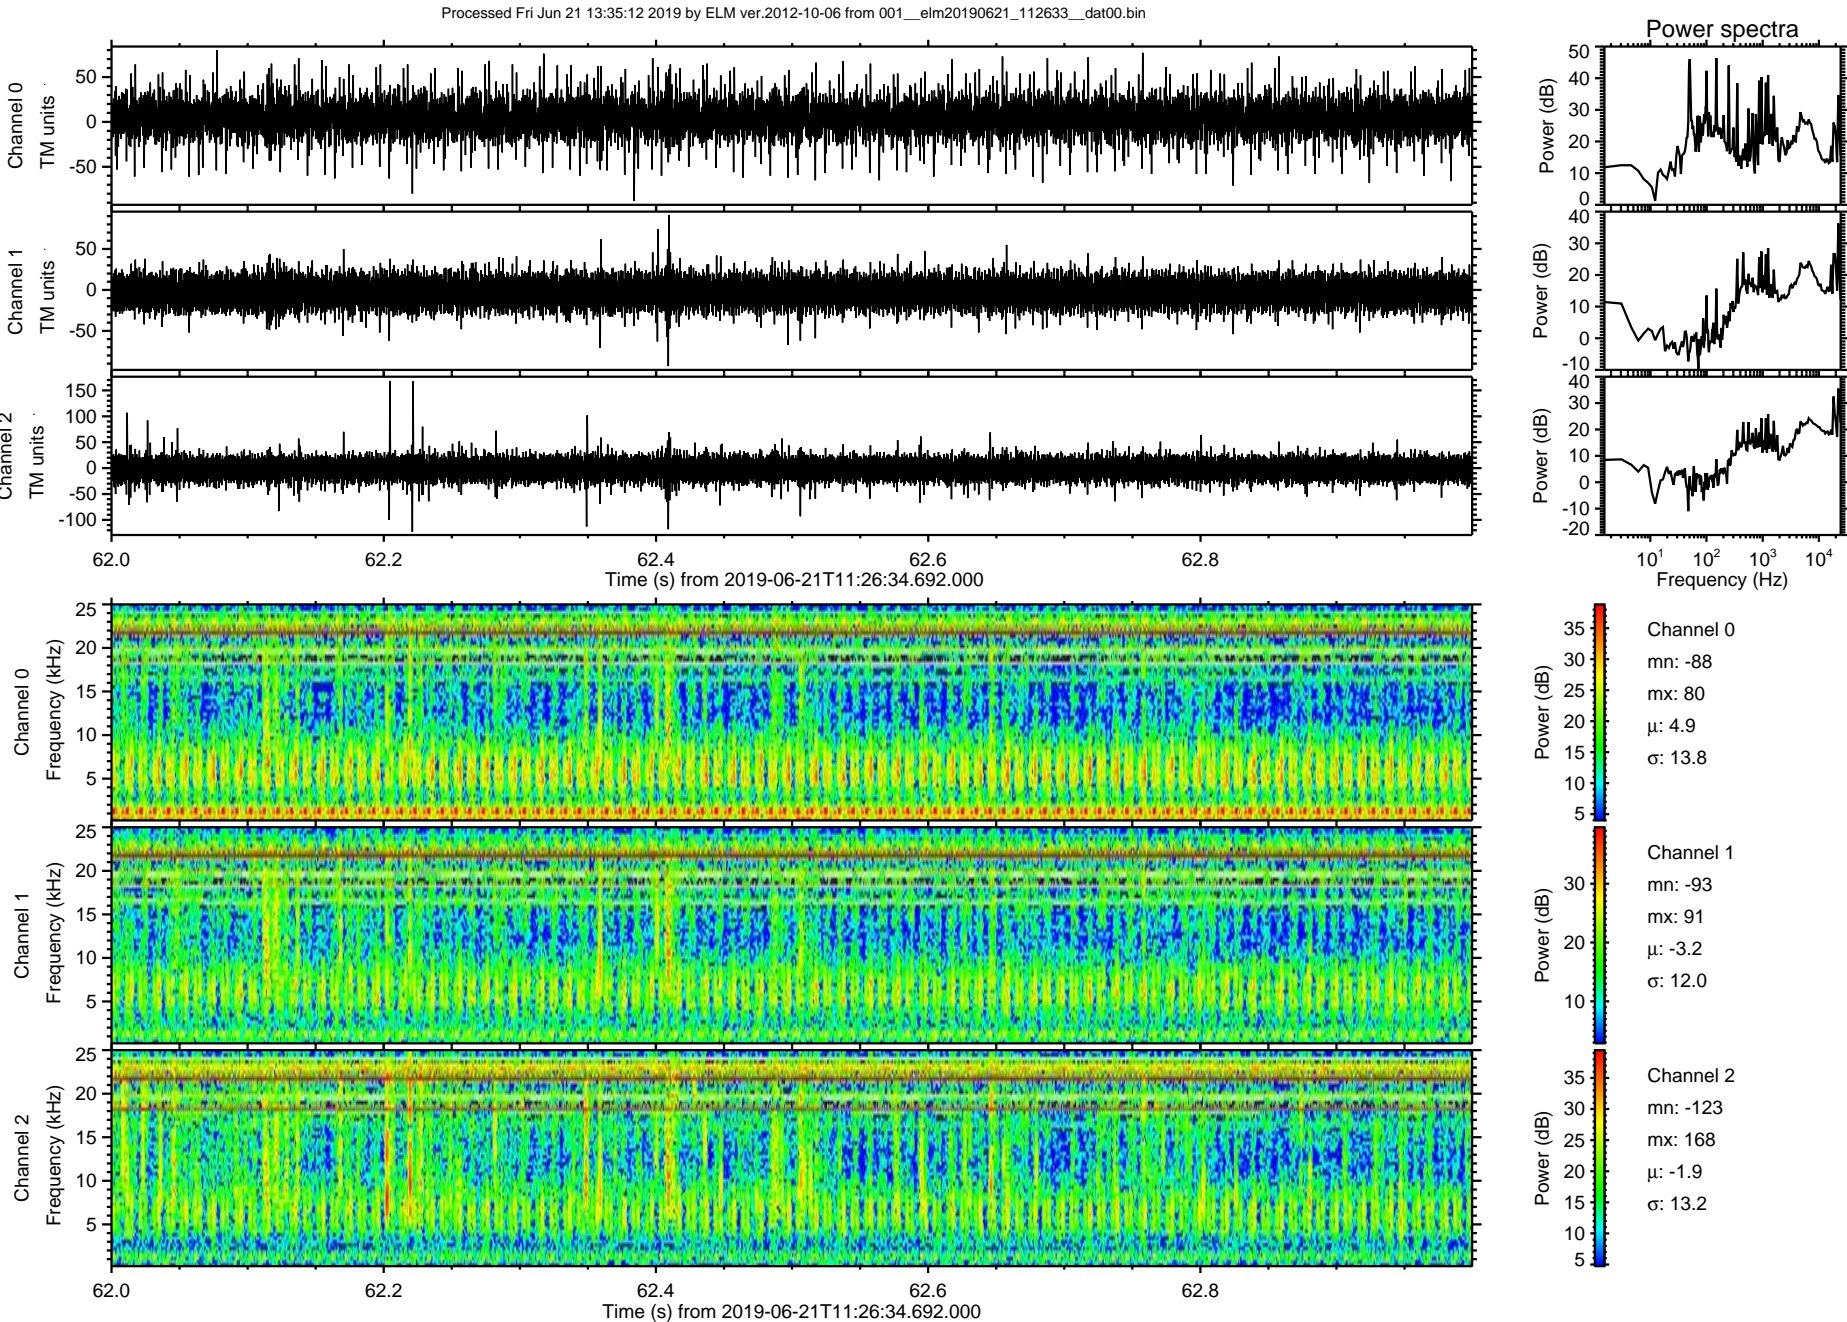 Processed Fri Jun 21 13:35:12 2019 by ELM ver.2012-10-06 from 001__elm20190621_112633__dat00.bin
Power spectra
Channel 0
TM units
50
0
-50
Power (dB)
50
40
30
20
10
0
Channel 1
TM units
50
0
-50
Power (dB)
40
30
20
10
0
-10
Channel 2
TM units
150
100
50
0
-50
-100
Power (dB)
40
30
20
10
0
-10
-20
62.0 62.2 62.4 62.6 62.8
Time (s) from 2019-06-21T11:26:34.692.000
10^1 10^2 10^3 10^4
Frequency (Hz)
Channel 0
Frequency (kHz)
25
20
15
10
5
Power (dB)
35
30
25
20
15
10
5
Channel 0
mn: -88
mx: 80
μ: 4.9
σ: 13.8
Channel 1
Frequency (kHz)
25
20
15
10
5
Power (dB)
30
20
10
Channel 1
mn: -93
mx: 91
μ: -3.2
σ: 12.0
Channel 2
Frequency (kHz)
25
20
15
10
5
Power (dB)
35
30
25
20
15
10
5
Channel 2
mn: -123
mx: 168
μ: -1.9
σ: 13.2
62.0 62.2 62.4 62.6 62.8
Time (s) from 2019-06-21T11:26:34.692.000